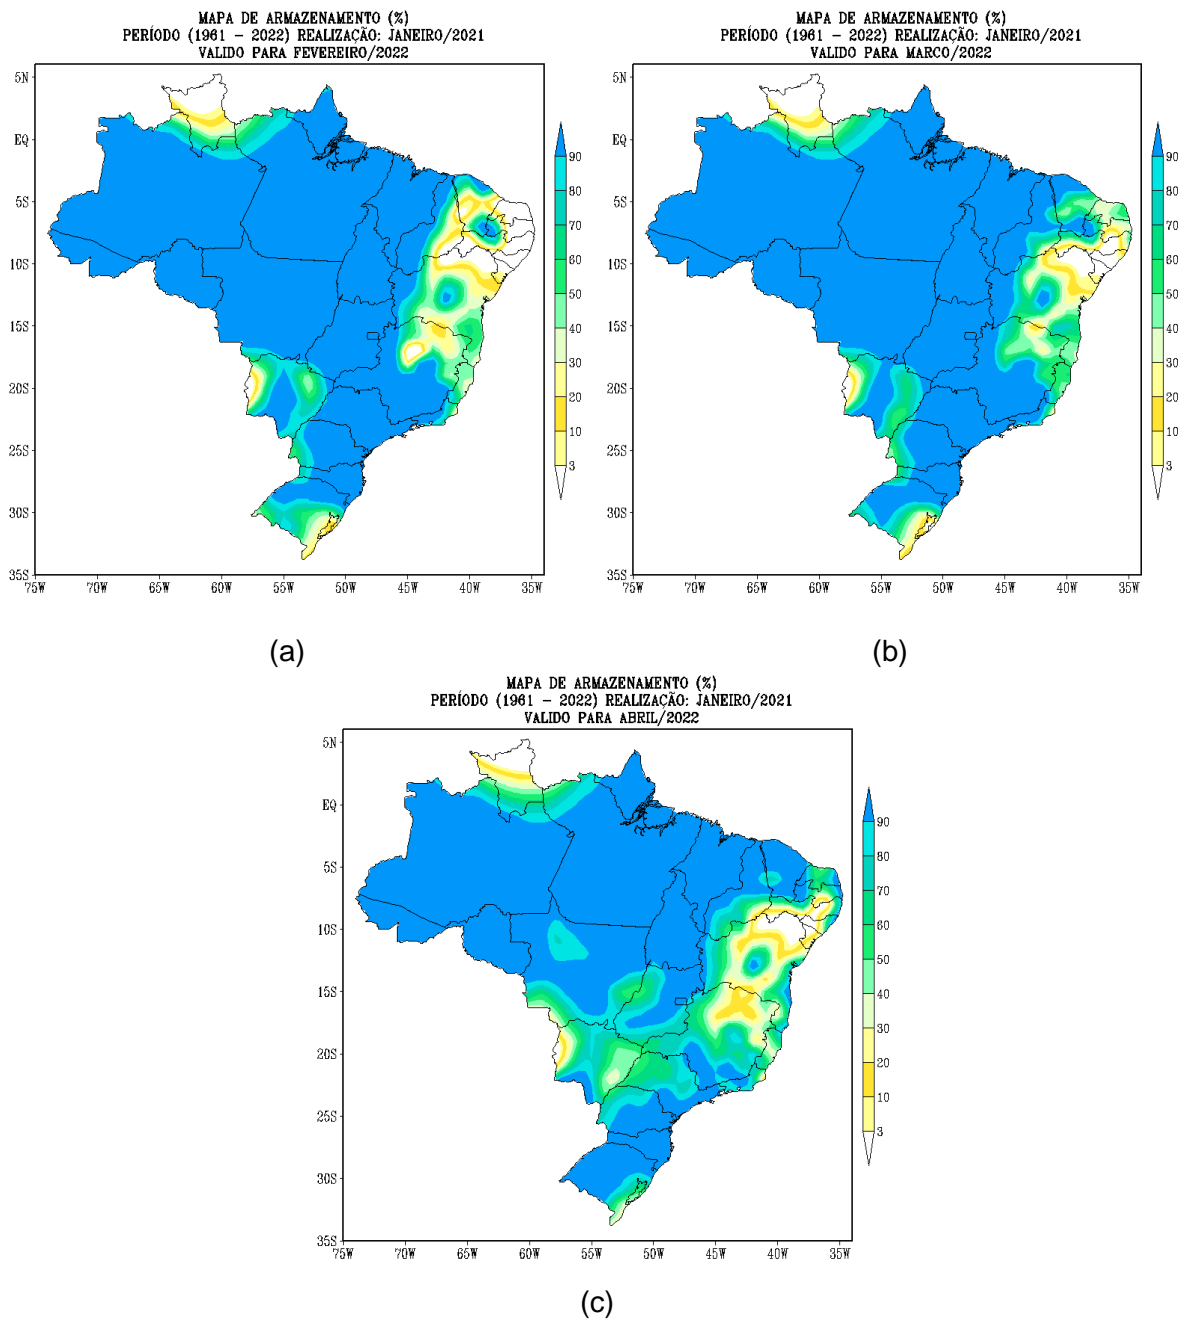 MAPA DE ARMAZENAMENTO (%)
PERÍODO (1961 – 2022) REALIZAÇÃO: JANEIRO/2021
VALIDO PARA FEVEREIRO/2022
5N
EQ
5S
10S
15S
20S
25S
30S
35S
75W 70W 65W 60W 55W 50W 45W 40W 35W
90
80
70
60
50
40
30
20
10
3
(a)
MAPA DE ARMAZENAMENTO (%)
PERÍODO (1961 – 2022) REALIZAÇÃO: JANEIRO/2021
VALIDO PARA MARCO/2022
5N
EQ
5S
10S
15S
20S
25S
30S
35S
75W 70W 65W 60W 55W 50W 45W 40W 35W
90
80
70
60
50
40
30
20
10
3
(b)
MAPA DE ARMAZENAMENTO (%)
PERÍODO (1961 – 2022) REALIZAÇÃO: JANEIRO/2021
VALIDO PARA ABRIL/2022
5N
EQ
5S
10S
15S
20S
25S
30S
35S
75W 70W 65W 60W 55W 50W 45W 40W 35W
90
80
70
60
50
40
30
20
10
3
(c)